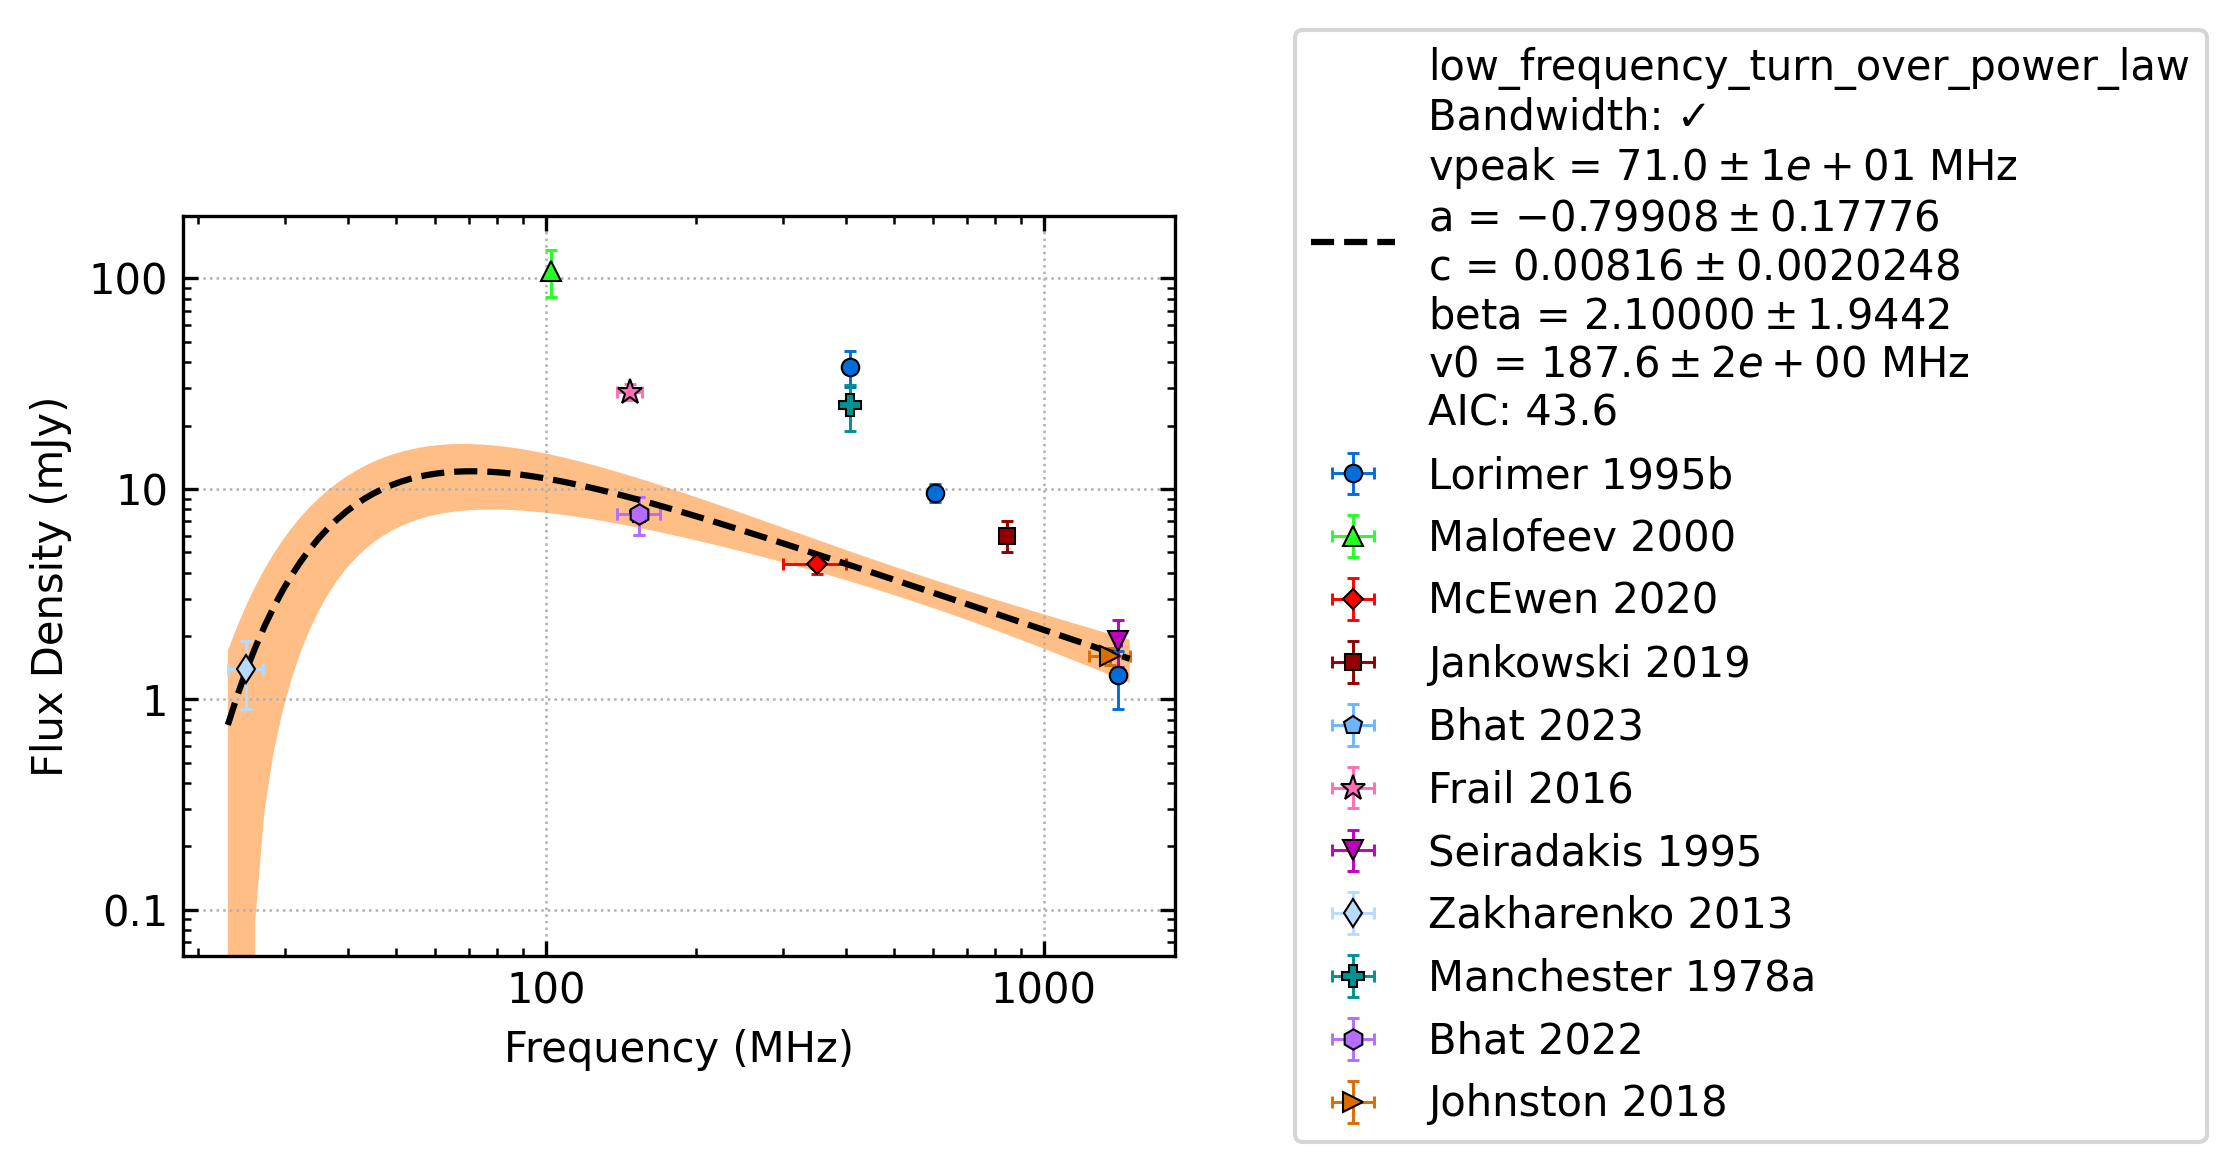 low_frequency_turn_over_power_law
Bandwidth: ✓
vpeak = 71.0 ± 1e + 01 MHz
a = −0.79908 ± 0.17776
c = 0.00816 ± 0.0020248
beta = 2.10000 ± 1.9442
v0 = 187.6 ± 2e + 00 MHz
AIC: 43.6
Lorimer 1995b
Malofeev 2000
McEwen 2020
Jankowski 2019
Bhat 2023
Frail 2016
Seiradakis 1995
Zakharenko 2013
Manchester 1978a
Bhat 2022
Johnston 2018
Flux Density (mJy)
100
10
1
0.1
100 1000
Frequency (MHz)